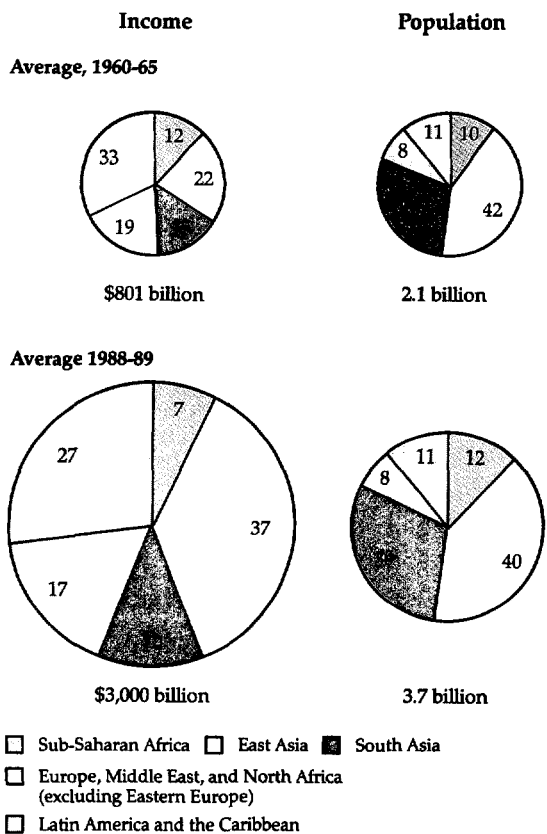 Income
Population
Average, 1960-65
12
33
22
19
11
10
8
42
$801 billion
2.1 billion
Average 1988-89
7
27
37
17
11
12
8
40
$3,000 billion
3.7 billion
Sub-Saharan Africa
East Asia
South Asia
Europe, Middle East, and North Africa
(excluding Eastern Europe)
Latin America and the Caribbean